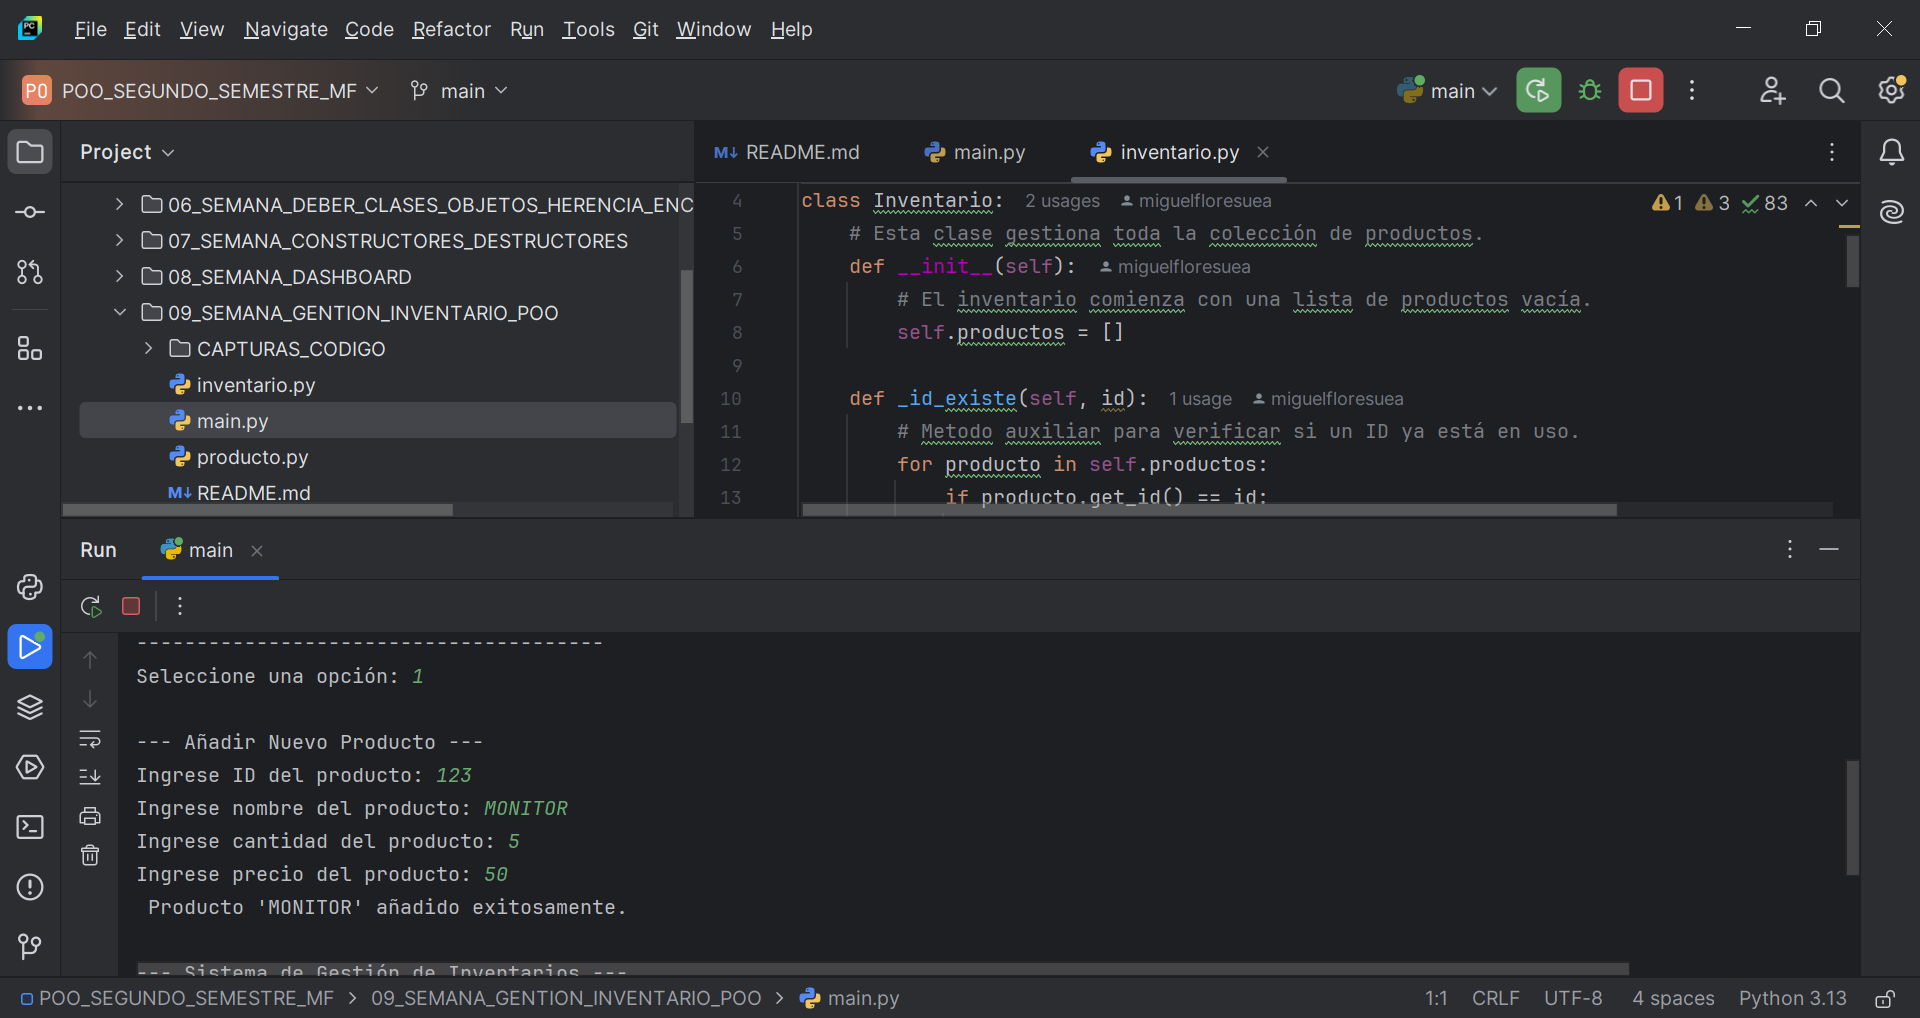 File Edit View Navigate Code Refactor Run Tools Git Window Help
PO POO_SEGUNDO_SEMESTRE_MF main main
Project
README.md main.py inventario.py
06_SEMANA_DEBER_CLASES_OBJETOS_HERENCIA_ENC
07_SEMANA_CONSTRUCTORES_DESTRUCTORES
08_SEMANA_DASHBOARD
09_SEMANA_GENTION_INVENTARIO_POO
CAPTURAS_CODIGO
inventario.py
main.py
producto.py
README.md
4 class Inventario: 2 usages miguelfloresuea
1 3 83
5 # Esta clase gestiona toda la colección de productos.
6 def __init__(self): miguelfloresuea
7 # El inventario comienza con una lista de productos vacía.
8 self.productos = []
9
10 def _id_existe(self, id): 1 usage miguelfloresuea
11 # Metodo auxiliar para verificar si un ID ya está en uso.
12 for producto in self.productos:
13 if producto.get_id() == id:
Run main
---------------------------------------
Seleccione una opción: 1
--- Añadir Nuevo Producto ---
Ingrese ID del producto: 123
Ingrese nombre del producto: MONITOR
Ingrese cantidad del producto: 5
Ingrese precio del producto: 50
Producto 'MONITOR' añadido exitosamente.
--- Sistema de Gestión de Inventarios ---
POO_SEGUNDO_SEMESTRE_MF > 09_SEMANA_GENTION_INVENTARIO_POO > main.py
1:1 CRLF UTF-8 4 spaces Python 3.13